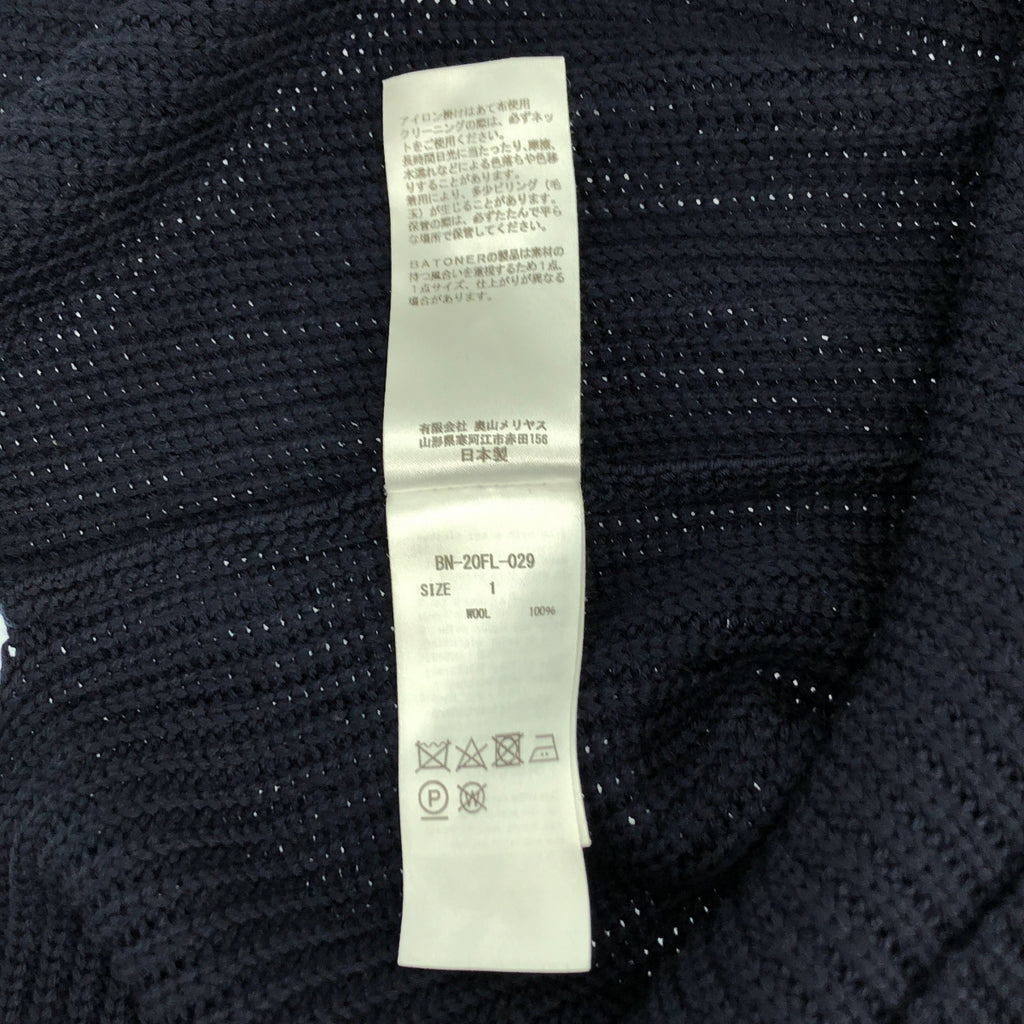 アイロン掛けはあて布使用
クリーニングの際は、必ずネッ
トをご使用ください。
長時間日光に当たったり、摩擦、
水濡れなどによる色落ちや色移
りすることがあります。
着用により、多少ピリング（毛
玉）が生じることがあります。
保管の際は、必ずたたんで平ら
な場所で保管してください。
BATONERの製品は素材の
持つ風合いを重視するため1点、
1点サイズ、仕上がりが異なる
場合があります。
有限会社 奥山メリヤス
山形県寒河江市赤田156
日本製
BN-20FL-029
SIZE 1
WOOL 100%
P W